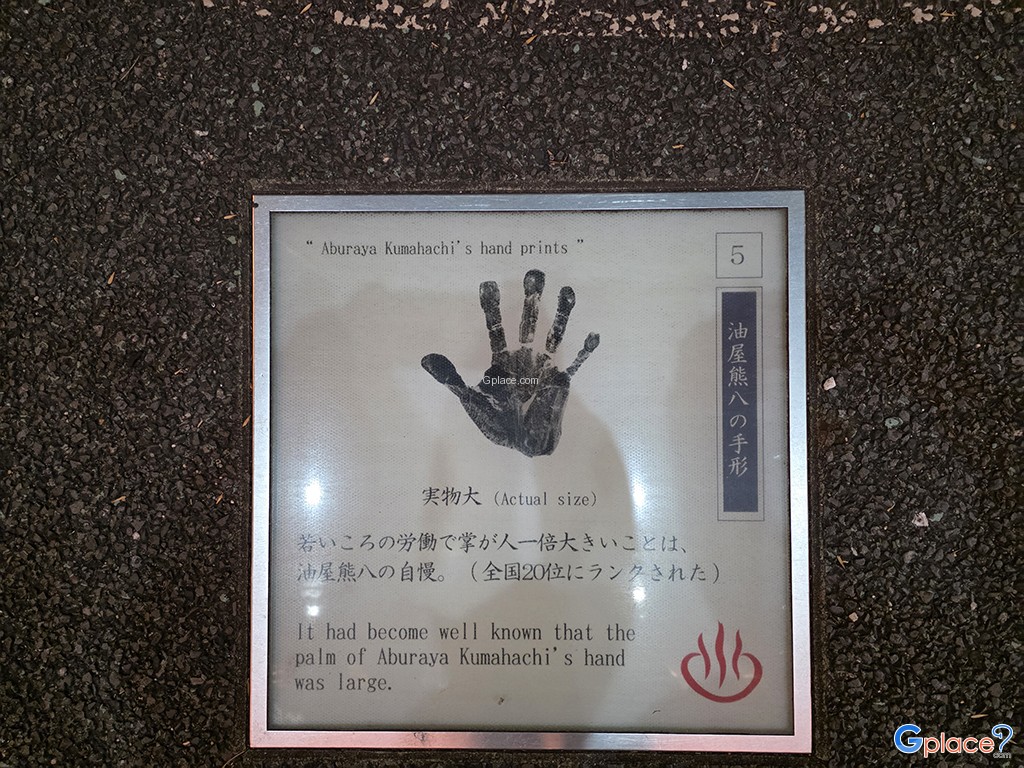 “ Aburaya Kumahachi's hand prints ”
5
油屋熊八の手形
Gplace.com
実物大 (Actual size)
若いころの労働で掌が人一倍大きいことは、
油屋熊八の自慢。（全国20位にランクされた）
It had become well known that the
palm of Aburaya Kumahachi's hand
was large.
Gplace
.com